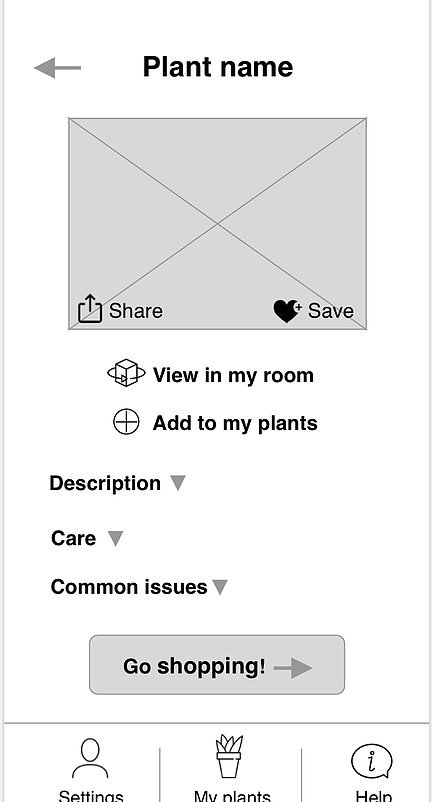 Plant name
Share
Save
View in my room
Add to my plants
Description
Care
Common issues
Go shopping!
Settings
My plants
Help